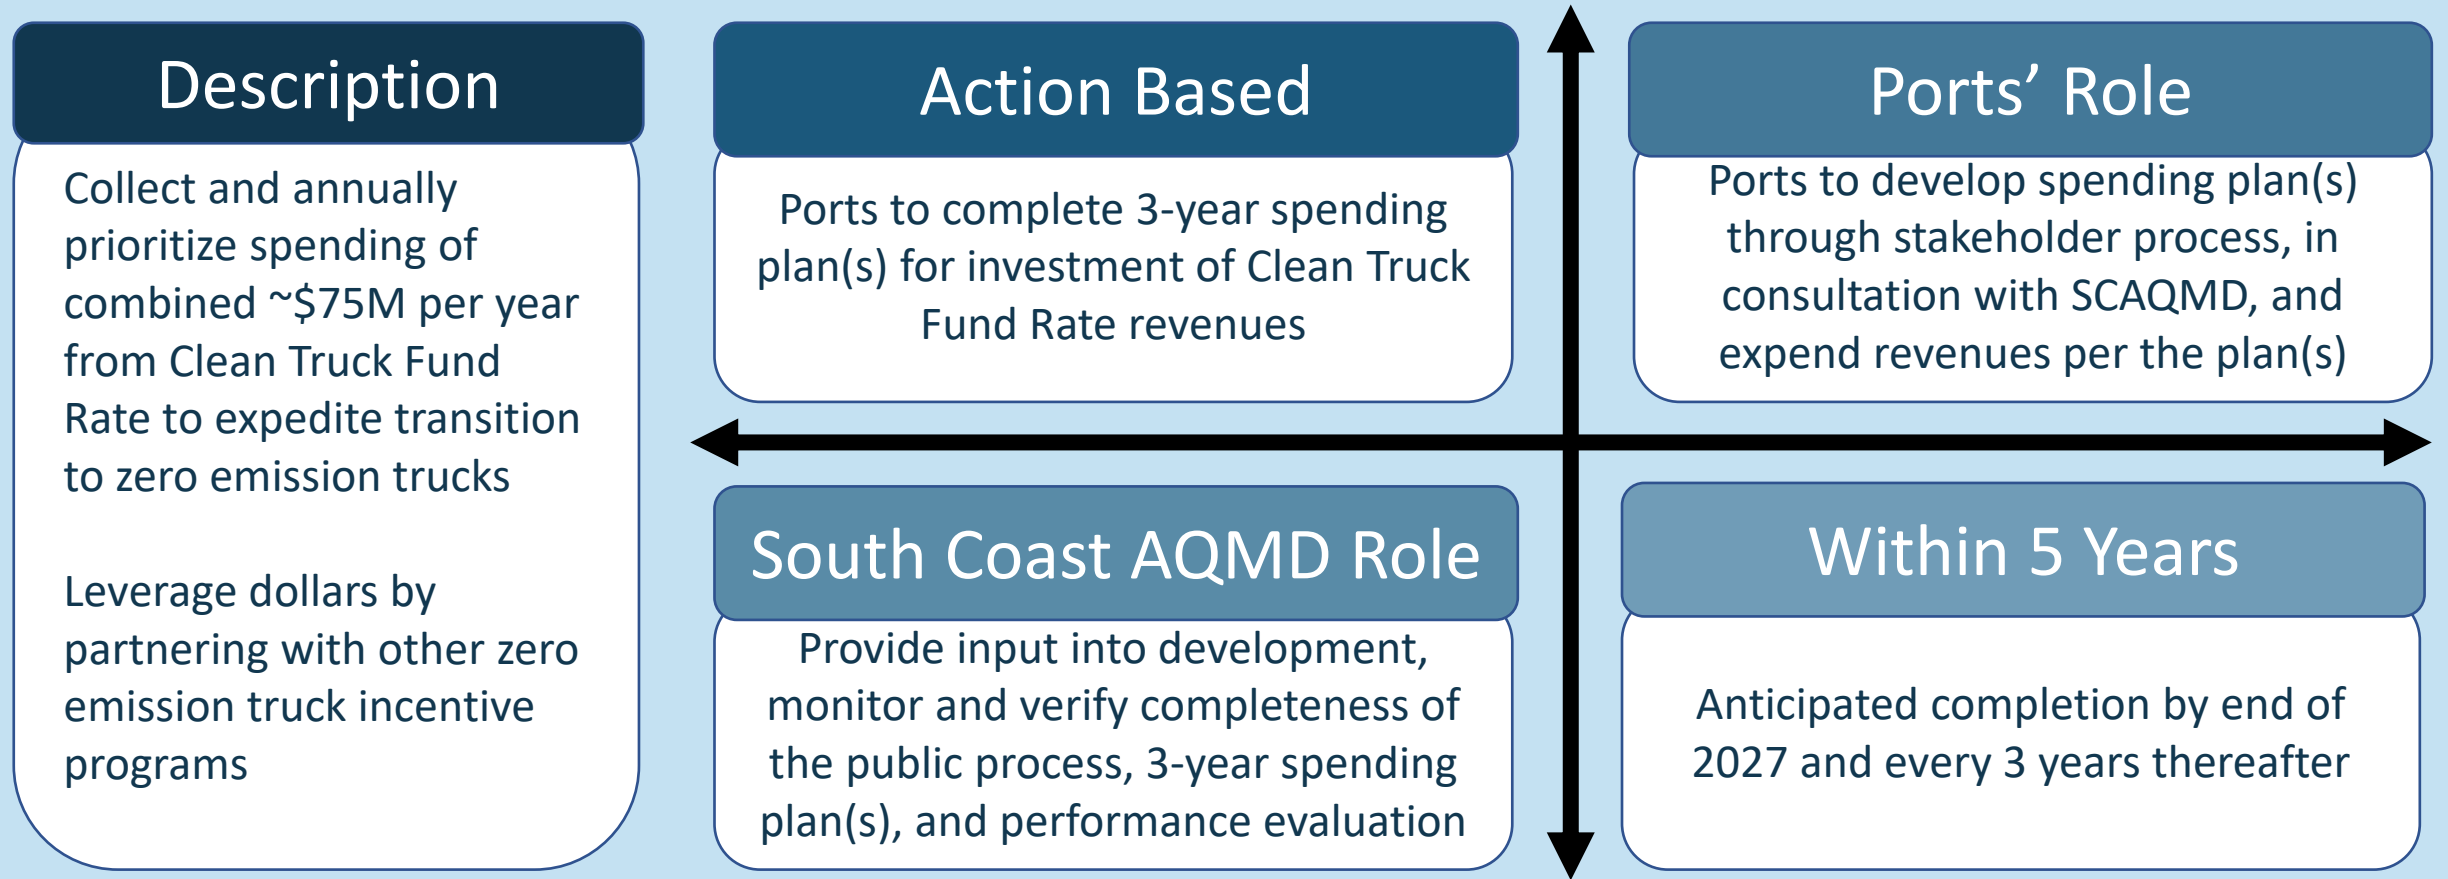 Description
Collect and annually
prioritize spending of
combined ~$75M per year
from Clean Truck Fund
Rate to expedite transition
to zero emission trucks
Leverage dollars by
partnering with other zero
emission truck incentive
programs
Action Based
Ports to complete 3-year spending
plan(s) for investment of Clean Truck
Fund Rate revenues
Ports’ Role
Ports to develop spending plan(s)
through stakeholder process, in
consultation with SCAQMD, and
expend revenues per the plan(s)
South Coast AQMD Role
Provide input into development,
monitor and verify completeness of
the public process, 3-year spending
plan(s), and performance evaluation
Within 5 Years
Anticipated completion by end of
2027 and every 3 years thereafter